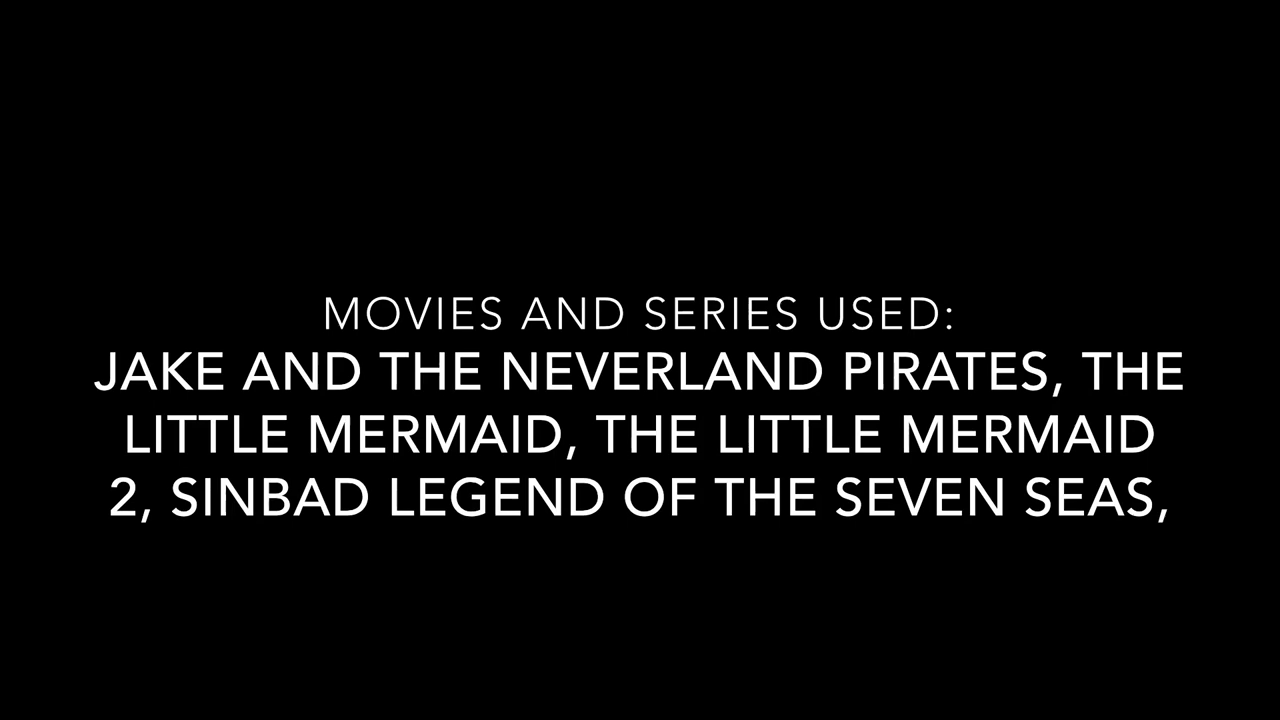 MOVIES AND SERIES USED:
JAKE AND THE NEVERLAND PIRATES, THE
LITTLE MERMAID, THE LITTLE MERMAID
2, SINBAD LEGEND OF THE SEVEN SEAS,